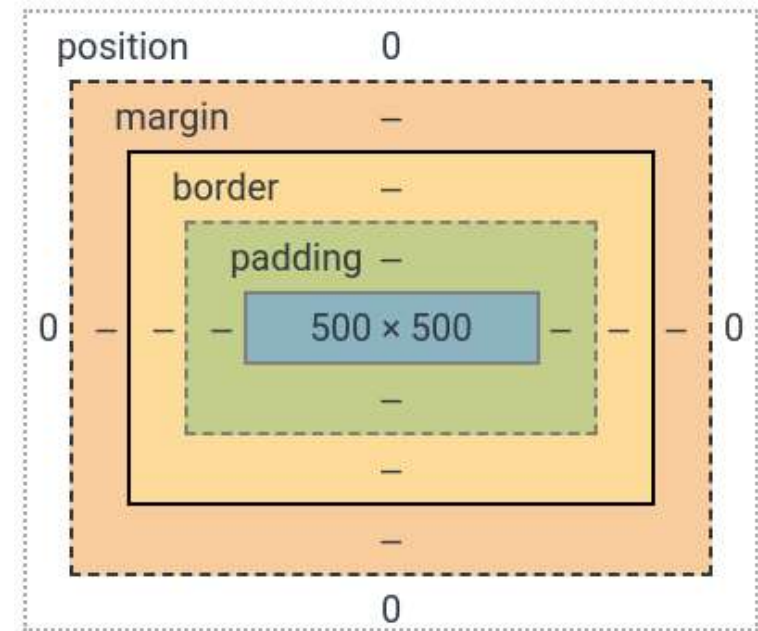 position 0
margin –
border –
padding –
0 – – – 500 × 500 – – – 0
–
–
–
0